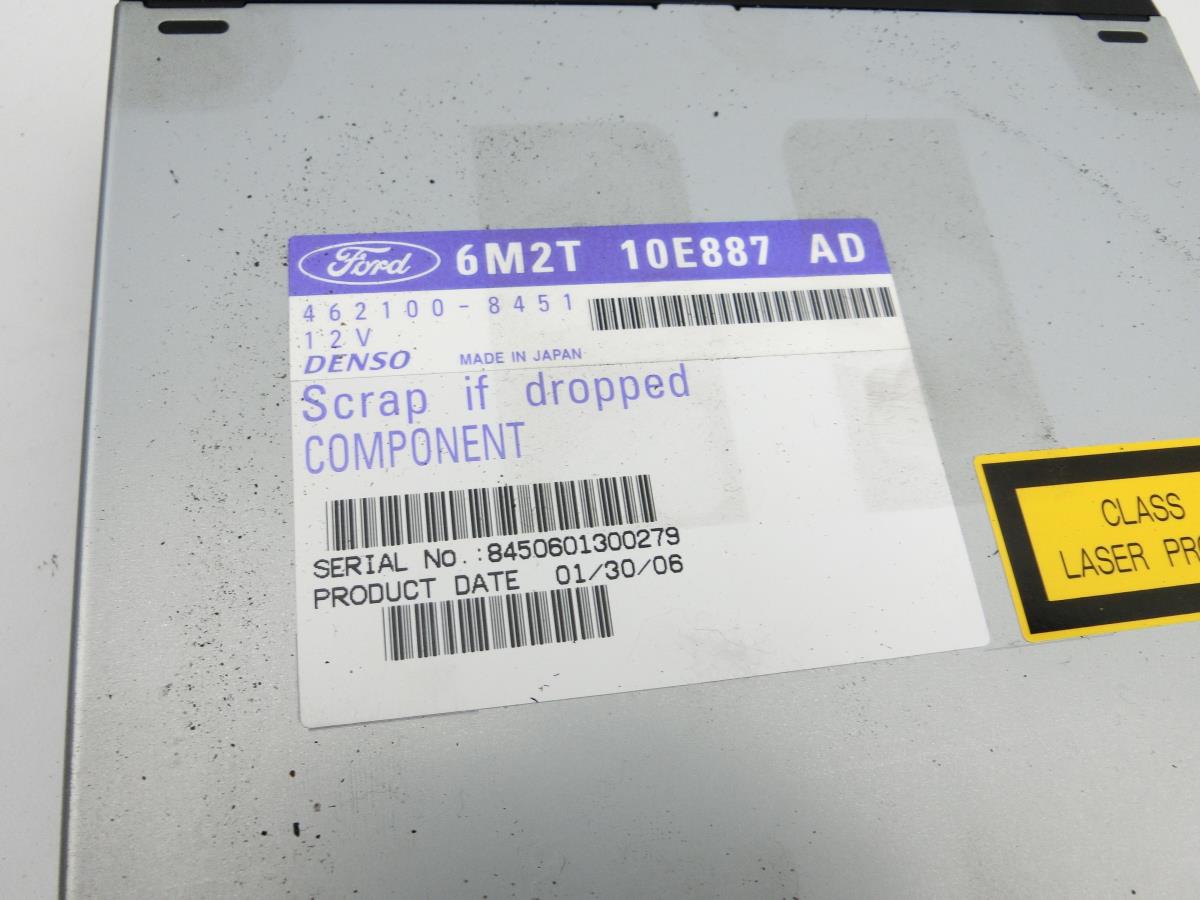 Ford 6M2T 10E887 AD
462100-8451
12V
DENSO MADE IN JAPAN
Scrap if dropped
COMPONENT
SERIAL No.:8450601300279
PRODUCT DATE 01/30/06
CLASS
LASER PRO